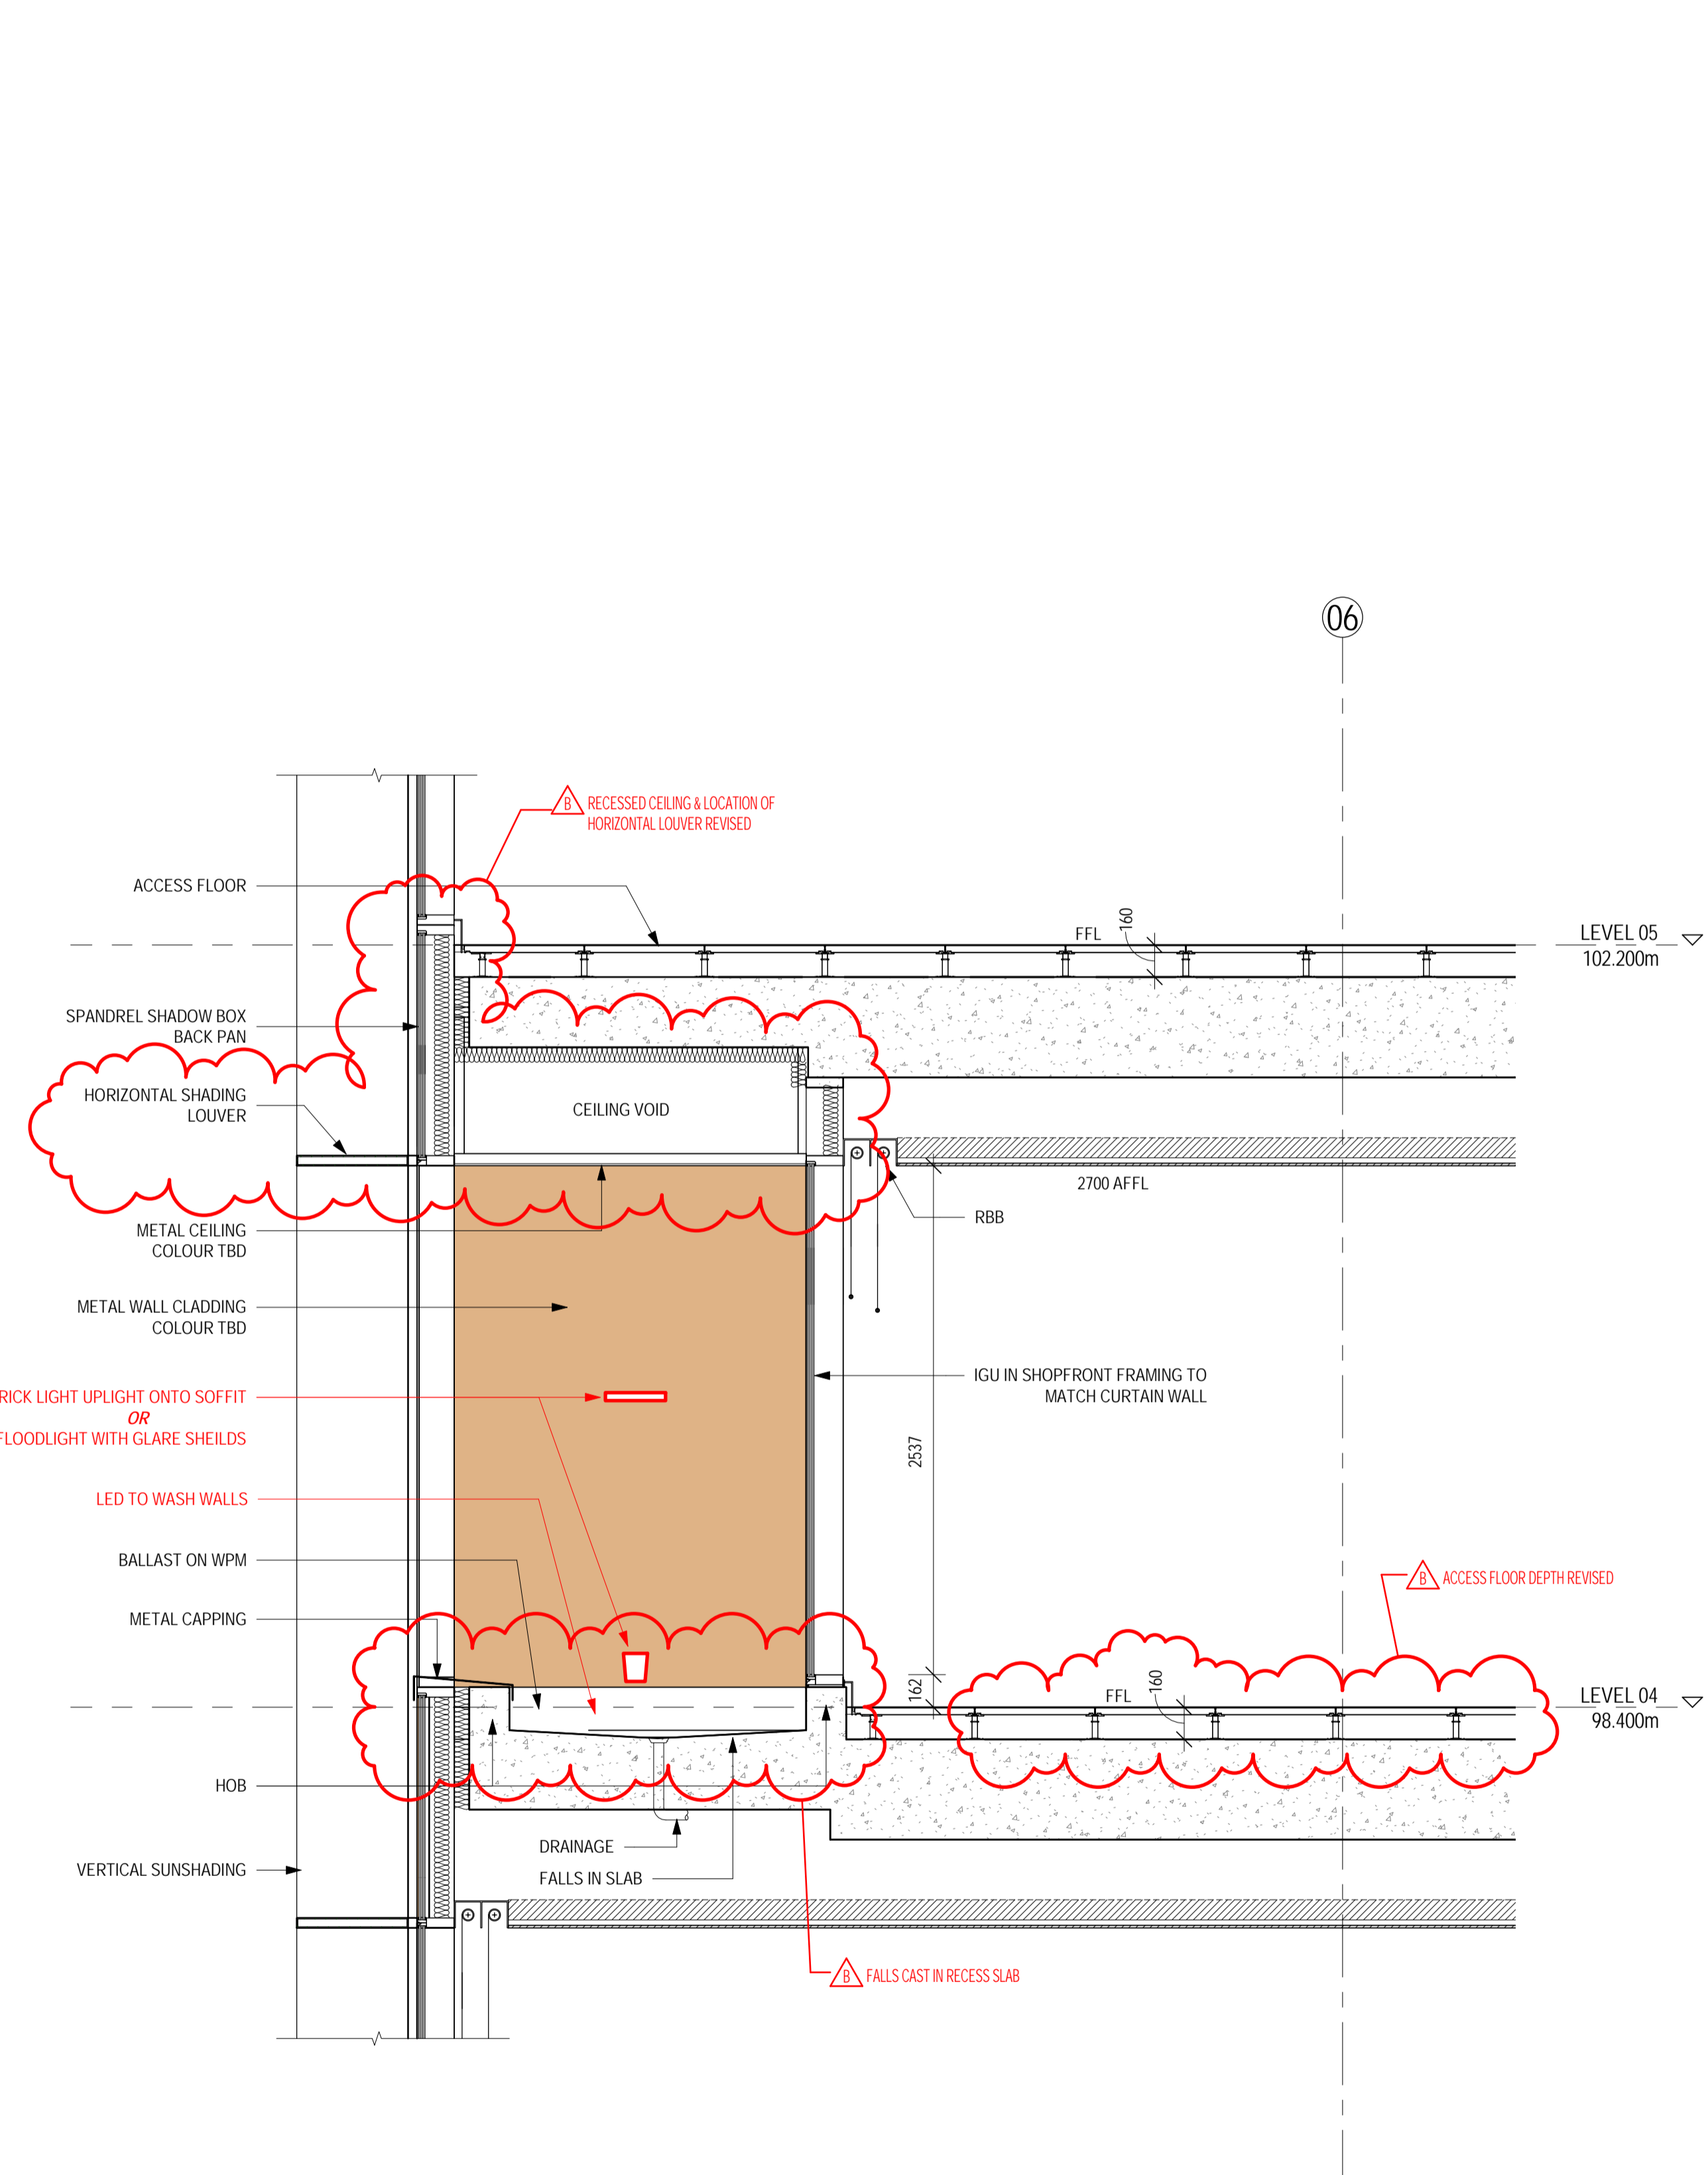 06
B
RECESSED CEILING & LOCATION OF
HORIZONTAL LOUVER REVISED
ACCESS FLOOR
FFL
160
LEVEL 05
102.200m
SPANDREL SHADOW BOX
BACK PAN
HORIZONTAL SHADING
LOUVER
CEILING VOID
2700 AFFL
RBB
METAL CEILING
COLOUR TBD
METAL WALL CLADDING
COLOUR TBD
IGU IN SHOPFRONT FRAMING TO
MATCH CURTAIN WALL
RICK LIGHT UPLIGHT ONTO SOFFIT
OR
FLOODLIGHT WITH GLARE SHEILDS
2537
LED TO WASH WALLS
BALLAST ON WPM
B
ACCESS FLOOR DEPTH REVISED
METAL CAPPING
162
FFL
160
LEVEL 04
98.400m
HOB
DRAINAGE
FALLS IN SLAB
VERTICAL SUNSHADING
B
FALLS CAST IN RECESS SLAB